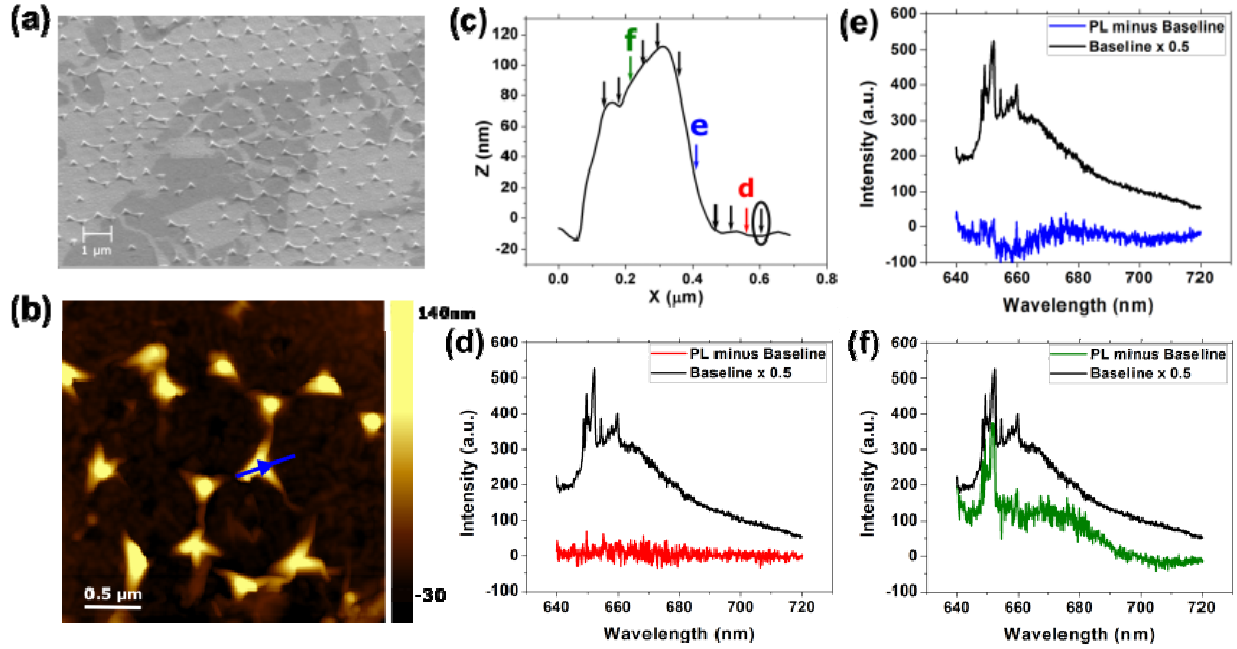 (a)
1 µm
(b)
140nm
-30
0.5 µm
(c)
Z (nm)
120
100
80
60
40
20
0
-20
f
e
d
0.0
0.2
0.4
0.6
0.8
X (µm)
(d)
Intensity (a.u.)
600
500
400
300
200
100
0
-100
PL minus Baseline
Baseline x 0.5
640
660
680
700
720
Wavelength (nm)
(e)
Intensity (a.u.)
600
500
400
300
200
100
0
-100
PL minus Baseline
Baseline x 0.5
640
660
680
700
720
Wavelength (nm)
(f)
Intensity (a.u.)
600
500
400
300
200
100
0
-100
PL minus Baseline
Baseline x 0.5
640
660
680
700
720
Wavelength (nm)